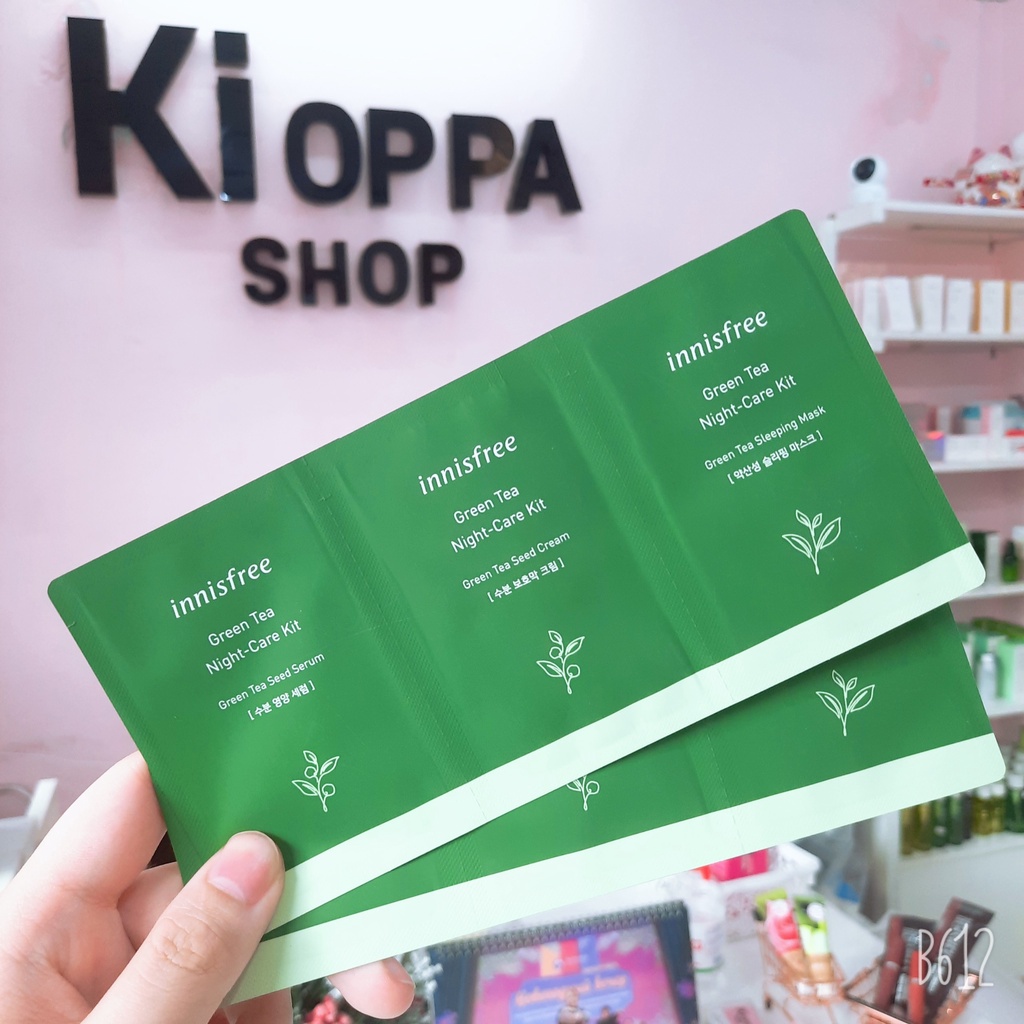 Ki OPPA
SHOP
innisfree
Green Tea
Night-Care Kit
Green Tea Seed Serum
[ 수분 영양 세럼 ]
innisfree
Green Tea
Night-Care Kit
Green Tea Seed Cream
[ 수분 보호막 크림 ]
innisfree
Green Tea
Night-Care Kit
Green Tea Sleeping Mask
[ 약산성 슬리핑 마스크 ]
B612